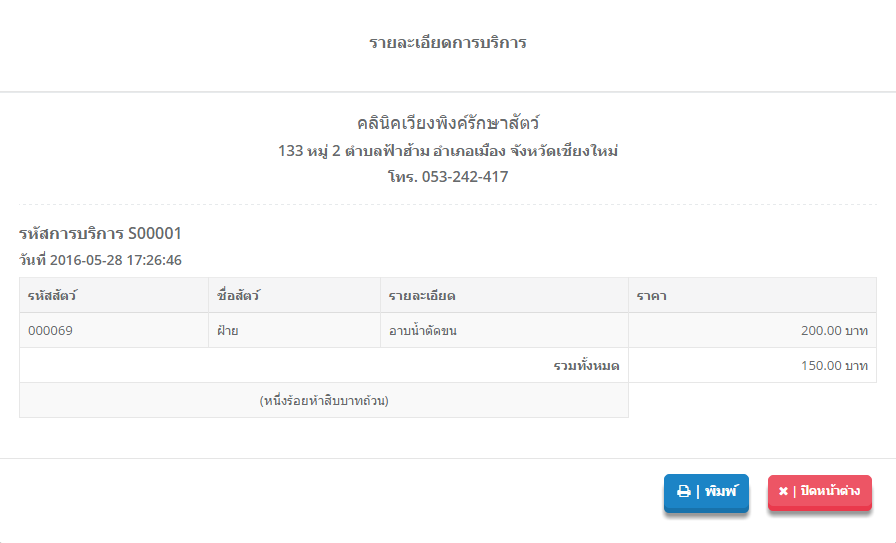 รายละเอียดการบริการ
คลินิคเวียงพิงค์รักษาสัตว์
133 หมู่ 2 ตำบลฟ้าฮ้าม อำเภอเมือง จังหวัดเชียงใหม่
โทร. 053-242-417
รหัสการบริการ S00001
วันที่ 2016-05-28 17:26:46
รหัสสัตว์ ชื่อสัตว์ รายละเอียด ราคา
000069 ฝ้าย อาบน้ำตัดขน 200.00 บาท
รวมทั้งหมด 150.00 บาท
(หนึ่งร้อยห้าสิบบาทถ้วน)
| พิมพ์ ✖ | ปิดหน้าต่าง